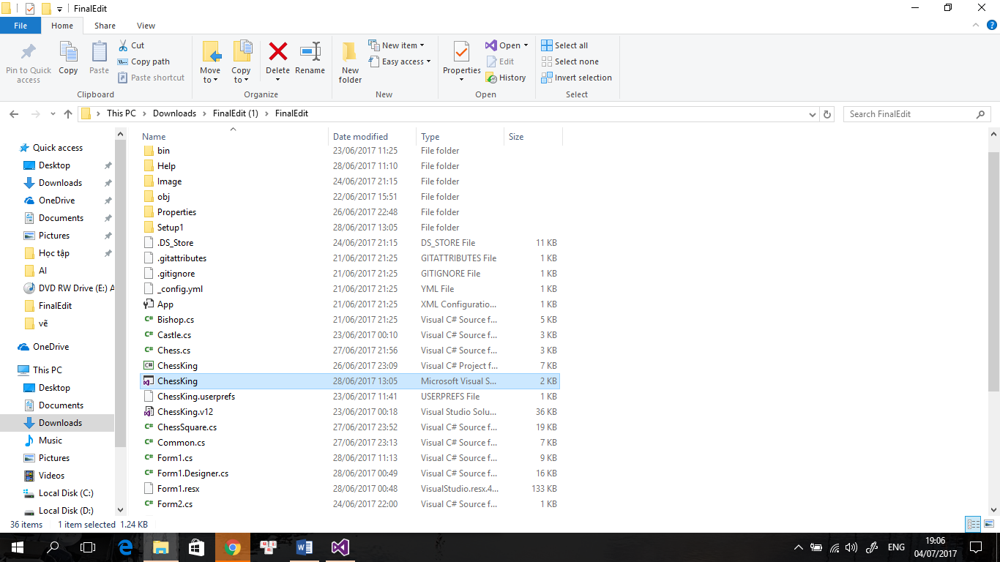 FinalEdit
File Home Share View
Pin to Quick access
Copy
Paste
Cut
Copy path
Paste shortcut
Clipboard
Move to
Copy to
Delete
Rename
Organize
New folder
New item
Easy access
New
Properties
Open
Edit
History
Open
Select all
Select none
Invert selection
Select
This PC > Downloads > FinalEdit (1) > FinalEdit
Search FinalEdit
Quick access
Desktop
Downloads
OneDrive
Documents
Pictures
Học tập
AI
DVD RW Drive (E:) A
FinalEdit
vẽ
OneDrive
This PC
Desktop
Documents
Downloads
Music
Pictures
Videos
Local Disk (C:)
Local Disk (D:)
Name Date modified Type Size
bin 23/06/2017 11:25 File folder
Help 28/06/2017 11:10 File folder
Image 24/06/2017 21:15 File folder
obj 22/06/2017 15:51 File folder
Properties 26/06/2017 22:48 File folder
Setup1 28/06/2017 13:05 File folder
.DS_Store 24/06/2017 21:15 DS_STORE File 11 KB
.gitattributes 21/06/2017 21:25 GITATTRIBUTES File 1 KB
.gitignore 21/06/2017 21:25 GITIGNORE File 1 KB
_config.yml 21/06/2017 21:25 YML File 1 KB
App 21/06/2017 21:25 XML Configuratio... 1 KB
Bishop.cs 21/06/2017 21:25 Visual C# Source f... 5 KB
Castle.cs 23/06/2017 00:10 Visual C# Source f... 3 KB
Chess.cs 27/06/2017 21:56 Visual C# Source f... 3 KB
ChessKing 26/06/2017 23:09 Visual C# Project f... 7 KB
ChessKing 28/06/2017 13:05 Microsoft Visual S... 2 KB
ChessKing.userprefs 23/06/2017 11:41 USERPREFS File 1 KB
ChessKing.v12 23/06/2017 00:18 Visual Studio Solu... 36 KB
ChessSquare.cs 27/06/2017 23:52 Visual C# Source f... 19 KB
Common.cs 27/06/2017 23:13 Visual C# Source f... 7 KB
Form1.cs 28/06/2017 11:13 Visual C# Source f... 9 KB
Form1.Designer.cs 28/06/2017 00:49 Visual C# Source f... 16 KB
Form1.resx 28/06/2017 00:48 VisualStudio.resx.4... 133 KB
Form2.cs 24/06/2017 22:00 Visual C# Source f... 1 KB
36 items 1 item selected 1.24 KB
ENG
19:06
04/07/2017